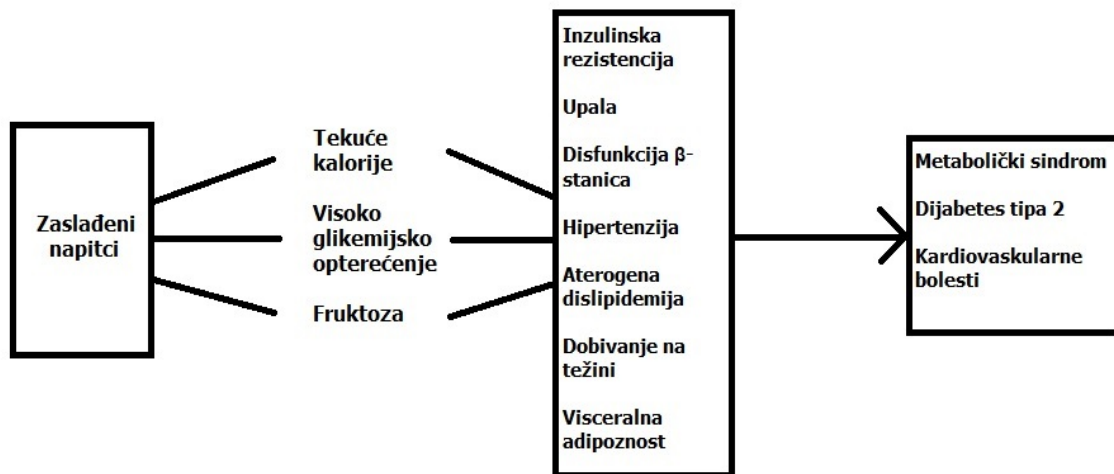 Zaslađeni
napitci
Tekuće
kalorije
Visoko
glikemijsko
opterećenje
Fruktoza
Inzulinska
rezistencija
Upala
Disfunkcija β-
stanica
Hipertenzija
Aterogena
dislipidemija
Dobivanje na
težini
Visceralna
adipoznost
Metabolički sindrom
Dijabetes tipa 2
Kardiovaskularne
bolesti